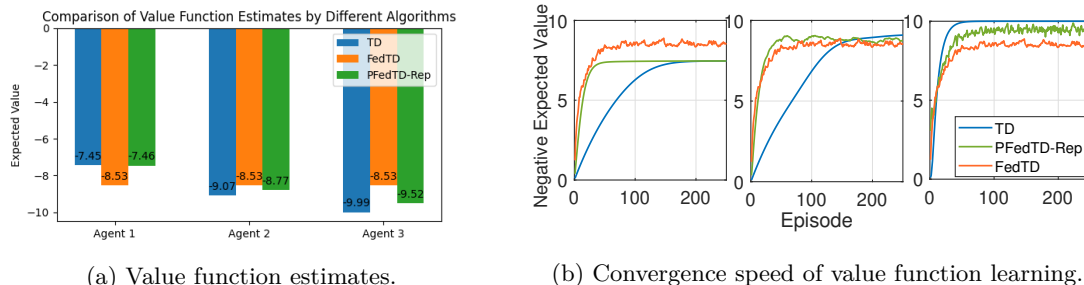 Comparison of Value Function Estimates by Different Algorithms
Expected Value
0
−2
−4
−6
−8
−10
TD
FedTD
PFedTD-Rep
-7.45
-8.53
-7.46
-9.07
-8.53
-8.77
-9.99
-8.53
-9.52
Agent 1
Agent 2
Agent 3
(a) Value function estimates.
Negative Expected Value
10
5
0
0
100
200
10
5
0
0
100
200
Episode
10
5
0
0
100
200
TD
PFedTD-Rep
FedTD
(b) Convergence speed of value function learning.